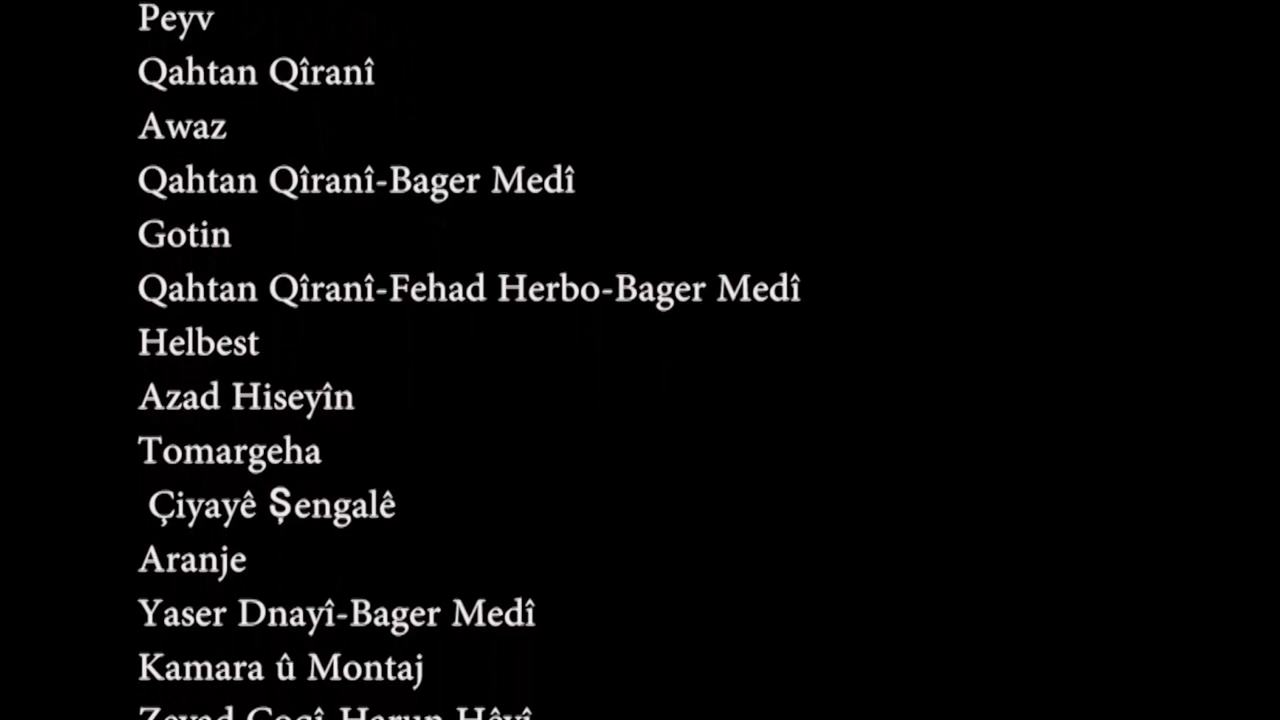 Peyv
Qahtan Qîranî
Awaz
Qahtan Qîranî-Bager Medî
Gotin
Qahtan Qîranî-Fehad Herbo-Bager Medî
Helbest
Azad Hiseyîn
Tomargeha
Çiyayê Şengalê
Aranje
Yaser Dnayî-Bager Medî
Kamara û Montaj